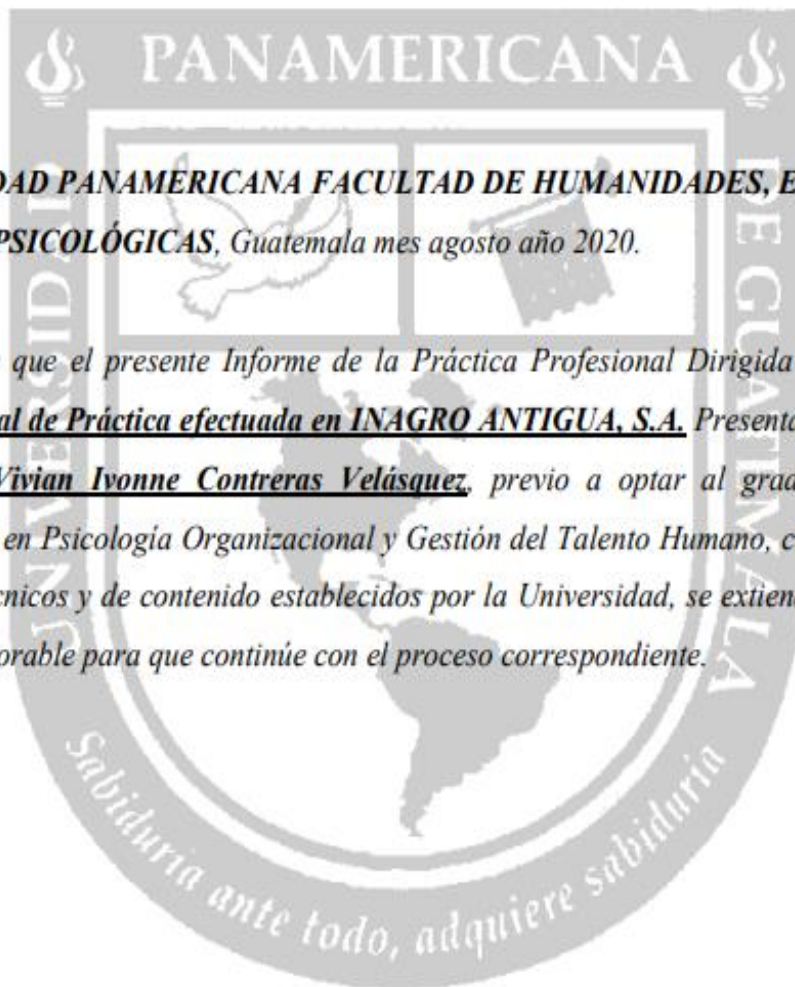 PANAMERICANA
UNIVERSIDAD
DE GUATEMALA
DAD PANAMERICANA FACULTAD DE HUMANIDADES, E
PSICOLÓGICAS, Guatemala mes agosto año 2020.
que el presente Informe de la Práctica Profesional Dirigida
al de Práctica efectuada en INAGRO ANTIGUA, S.A. Presenta
Vivian Ivonne Contreras Velásquez, previo a optar al grad
en Psicología Organizacional y Gestión del Talento Humano, c
cnicos y de contenido establecidos por la Universidad, se extien
orable para que continúe con el proceso correspondiente.
Sabiduría ante todo, adquiere sabiduría